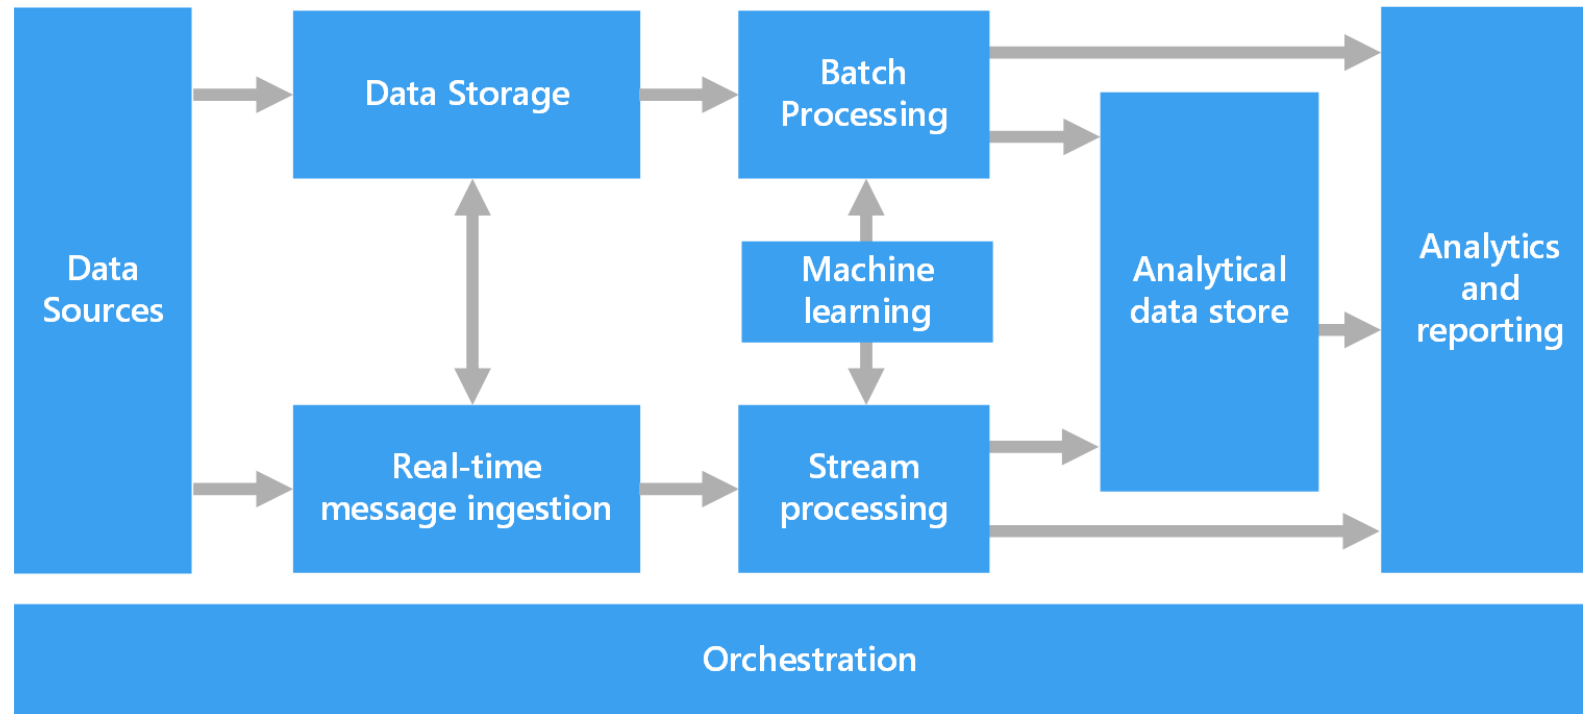 Data
Sources
Data Storage
Real-time
message ingestion
Batch
Processing
Machine
learning
Stream
processing
Analytical
data store
Analytics
and
reporting
Orchestration